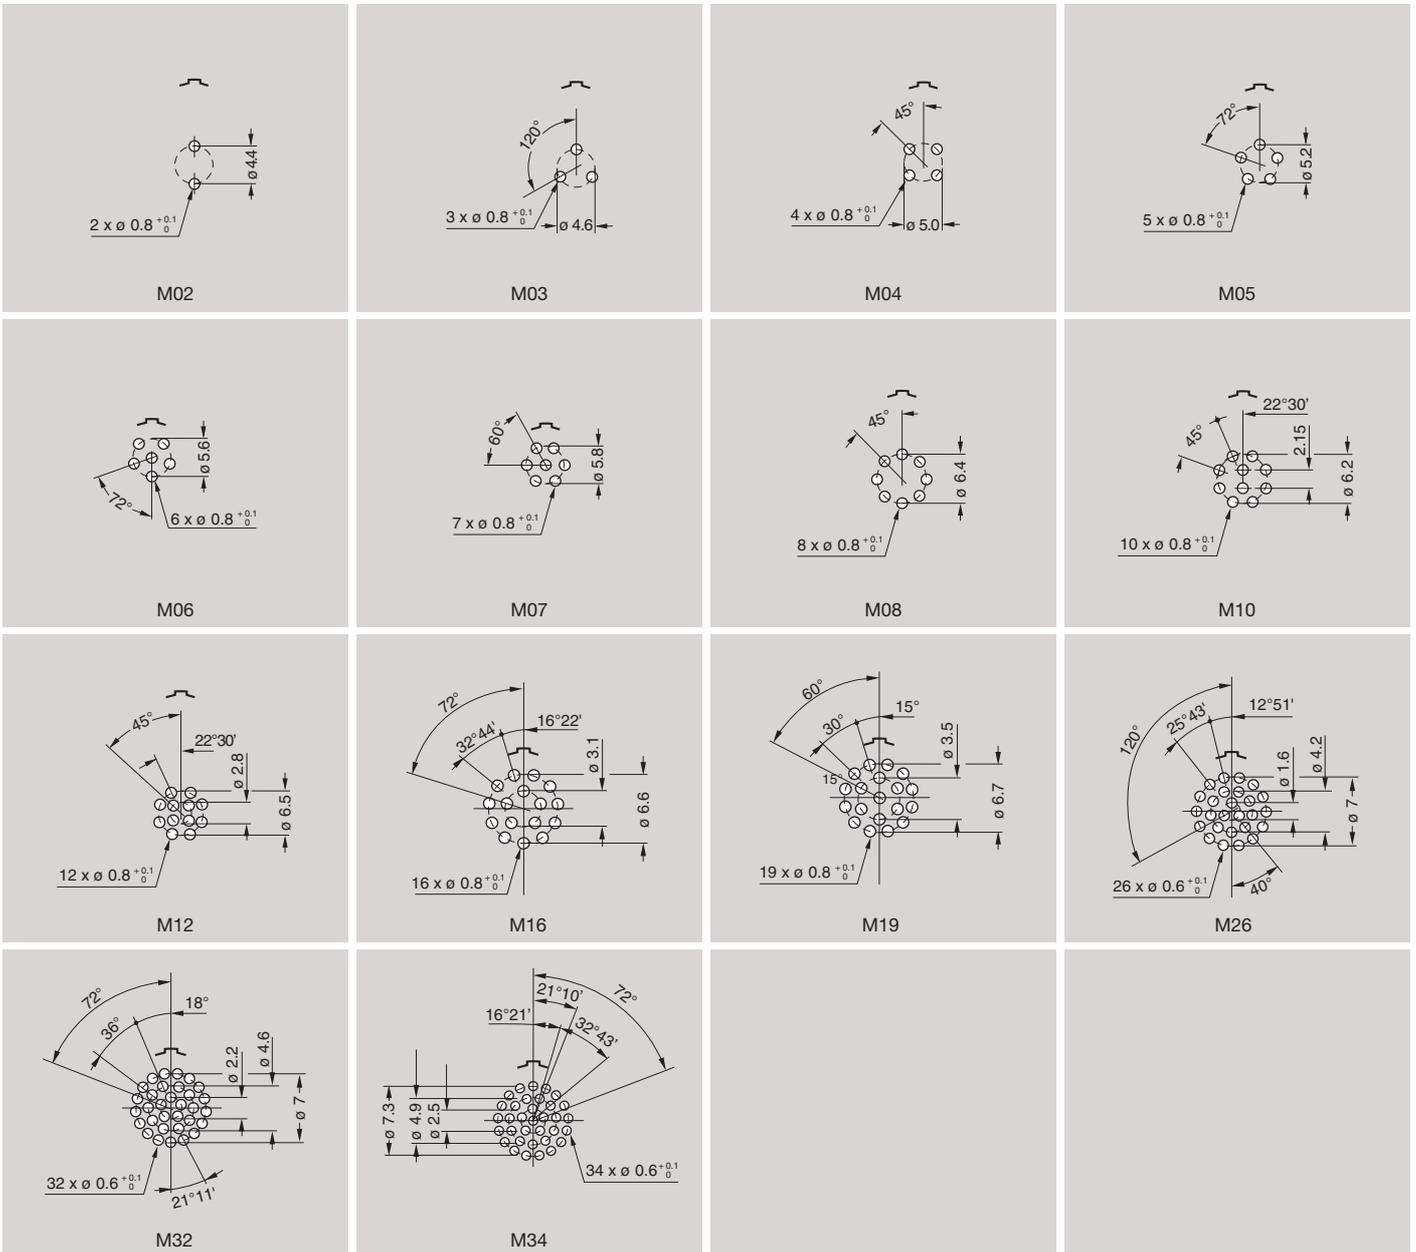 ø 4.4
2 x ø 0.8 +0.1 0
M02
120°
3 x ø 0.8 +0.1 0
ø 4.6
M03
45°
4 x ø 0.8 +0.1 0
ø 5.0
M04
72°
ø 5.2
5 x ø 0.8 +0.1 0
M05
ø 5.6
72°
6 x ø 0.8 +0.1 0
M06
60°
ø 5.8
7 x ø 0.8 +0.1 0
M07
45°
ø 6.4
8 x ø 0.8 +0.1 0
M08
22°30'
45°
2.15
ø 6.2
10 x ø 0.8 +0.1 0
M10
45°
22°30'
ø 2.8
ø 6.5
12 x ø 0.8 +0.1 0
M12
72°
32°44'
16°22'
ø 3.1
ø 6.6
16 x ø 0.8 +0.1 0
M16
60°
30°
15°
15°
ø 3.5
ø 6.7
19 x ø 0.8 +0.1 0
M19
120°
25°43'
12°51'
ø 1.6
ø 4.2
ø 7
26 x ø 0.6 +0.1 0
40°
M26
72°
36°
18°
ø 2.2
ø 4.6
ø 7
32 x ø 0.6 +0.1 0
21°11'
M32
21°10'
72°
16°21'
32°43'
ø 7.3
ø 4.9
ø 2.5
34 x ø 0.6 +0.1 0
M34